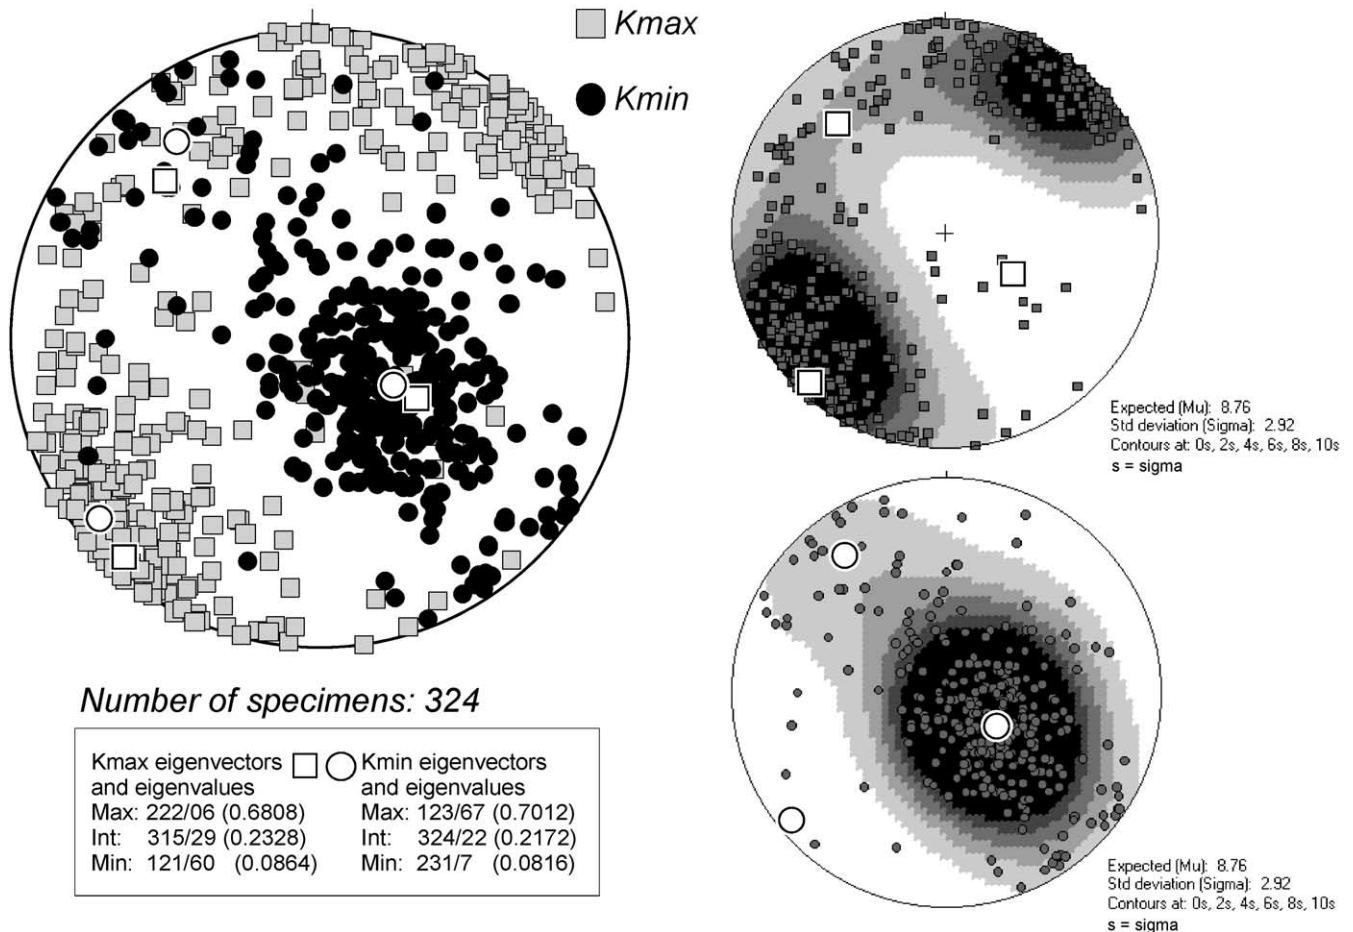 Kmax
Kmin
Expected (Mu): 8.76
Std deviation (Sigma): 2.92
Contours at: 0s, 2s, 4s, 6s, 8s, 10s
s = sigma
Number of specimens: 324
Kmax eigenvectors
and eigenvalues
Max: 222/06 (0.6808)
Int: 315/29 (0.2328)
Min: 121/60 (0.0864)
Kmin eigenvectors
and eigenvalues
Max: 123/67 (0.7012)
Int: 324/22 (0.2172)
Min: 231/7 (0.0816)
Expected (Mu): 8.76
Std deviation (Sigma): 2.92
Contours at: 0s, 2s, 4s, 6s, 8s, 10s
s = sigma